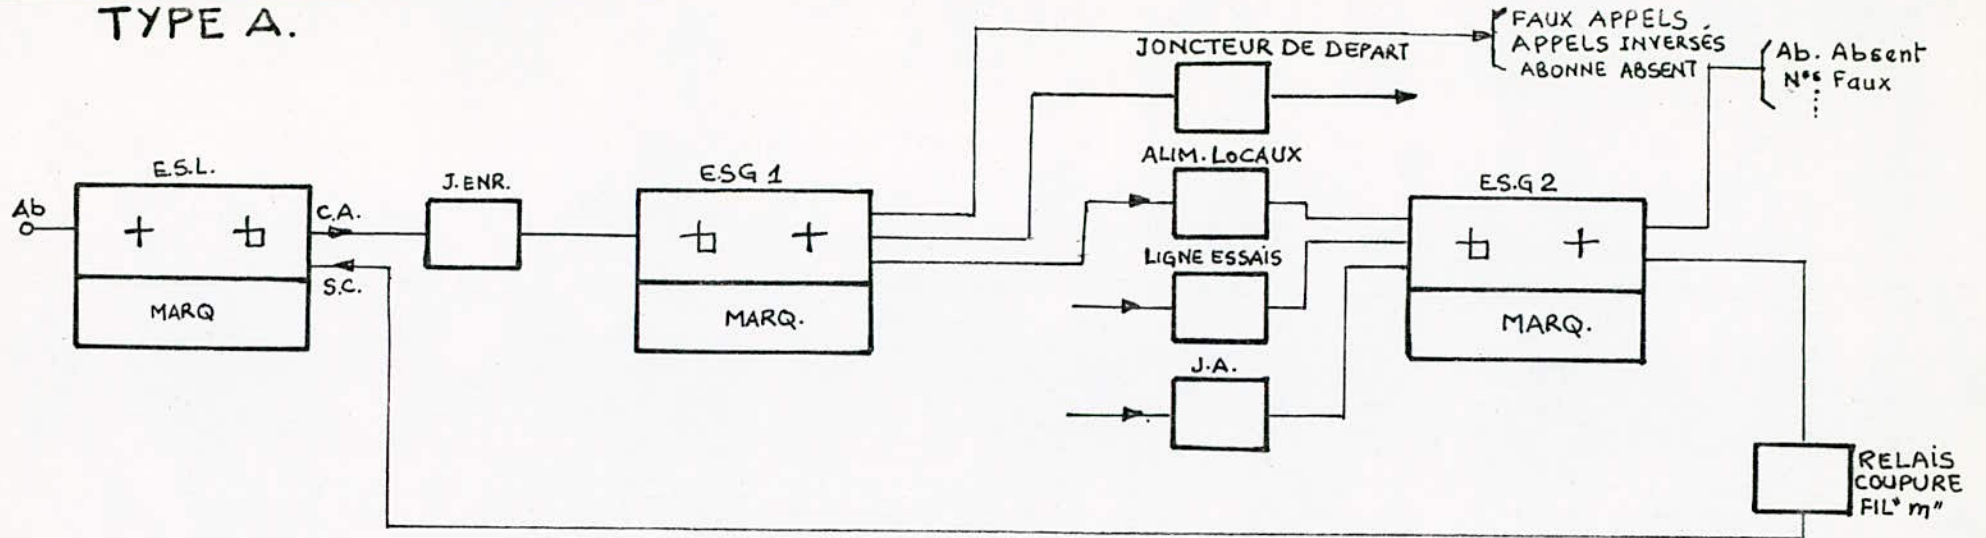 TYPE A.
FAUX APPELS
APPELS INVERSÉS
ABONNE ABSENT
Ab. Absent
Nos Faux
JONCTEUR DE DEPART
ALIM. LOCAUX
E.S.L.
J. ENR.
ESG 1
ES.G 2
Ab
C.A.
S.C.
LIGNE ESSAIS
MARQ
MARQ.
MARQ.
J.A.
RELAIS
COUPURE
FIL "m"